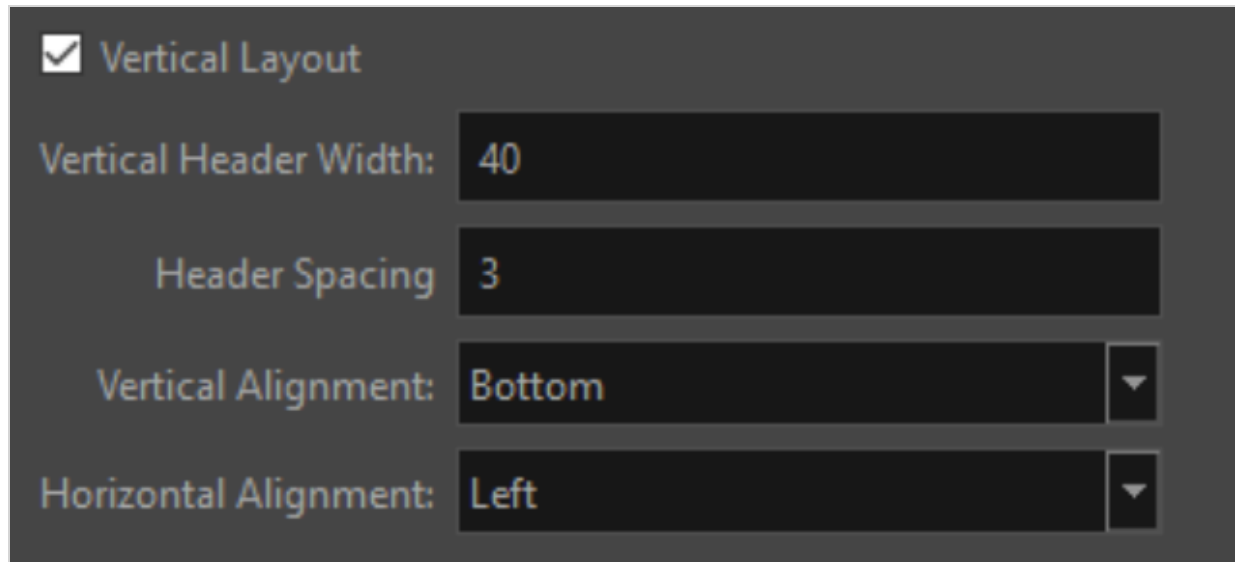 Vertical Layout
Vertical Header Width: 40
Header Spacing 3
Vertical Alignment: Bottom
Horizontal Alignment: Left